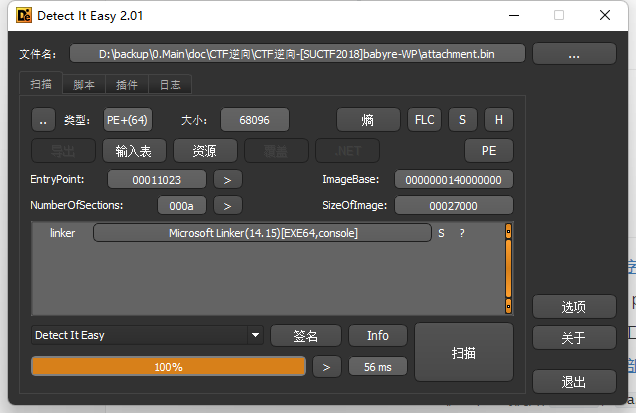 Detect It Easy 2.01
文件名: D:\backup\0.Main\doc\CTF逆向\CTF逆向-[SUCTF2018]babyre-WP\attachment.bin ...
扫描 脚本 插件 日志
.. 类型: PE+(64) 大小: 68096 熵 FLC S H
导出 输入表 资源 覆盖 .NET PE
EntryPoint: 00011023 > ImageBase: 0000000140000000
NumberOfSections: 000a > SizeOfImage: 00027000
linker Microsoft Linker(14.15)[EXE64,console] S ?
Detect It Easy 签名 Info 扫描
100% > 56 ms
选项
关于
退出